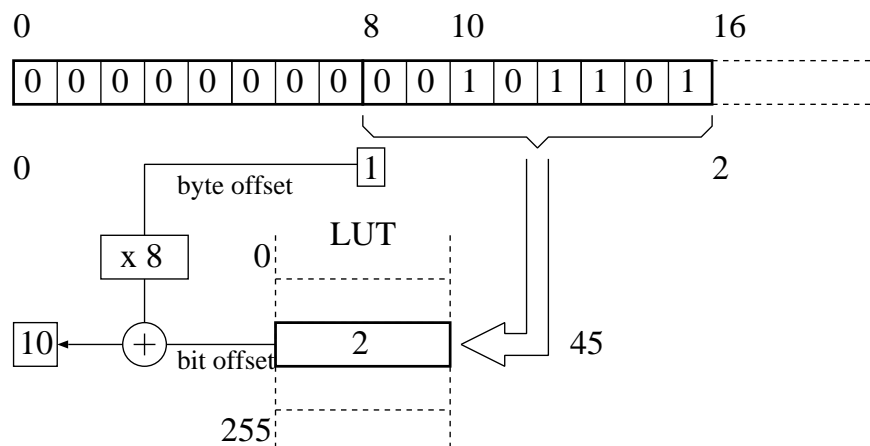 0 8 10 16
0 0 0 0 0 0 0 0 0 0 1 0 1 1 0 1
0 1 2
byte offset
LUT
x 8 0
10 + bit offset 2 45
255